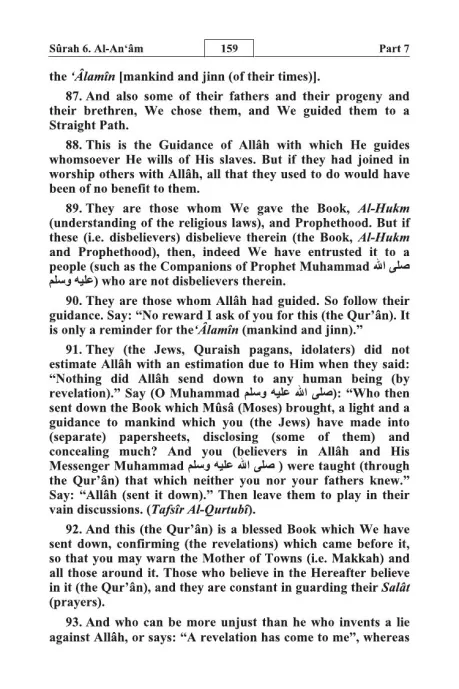 Sûrah 6. Al-An‘âm 159 Part 7
the ‘Âlamîn [mankind and jinn (of their times)].
87. And also some of their fathers and their progeny and
their brethren, We chose them, and We guided them to a
Straight Path.
88. This is the Guidance of Allâh with which He guides
whomsoever He wills of His slaves. But if they had joined in
worship others with Allâh, all that they used to do would have
been of no benefit to them.
89. They are those whom We gave the Book, Al-Hukm
(understanding of the religious laws), and Prophethood. But if
these (i.e. disbelievers) disbelieve therein (the Book, Al-Hukm
and Prophethood), then, indeed We have entrusted it to a
people (such as the Companions of Prophet Muhammad صلى الله
عليه وسلم) who are not disbelievers therein.
90. They are those whom Allâh had guided. So follow their
guidance. Say: “No reward I ask of you for this (the Qur’ân). It
is only a reminder for the‘Âlamîn (mankind and jinn).”
91. They (the Jews, Quraish pagans, idolaters) did not
estimate Allâh with an estimation due to Him when they said:
“Nothing did Allâh send down to any human being (by
revelation).” Say (O Muhammad صلى الله عليه وسلم): “Who then
sent down the Book which Mûsâ (Moses) brought, a light and a
guidance to mankind which you (the Jews) have made into
(separate) papersheets, disclosing (some of them) and
concealing much? And you (believers in Allâh and His
Messenger Muhammad صلى الله عليه وسلم ) were taught (through
the Qur’ân) that which neither you nor your fathers knew.”
Say: “Allâh (sent it down).” Then leave them to play in their
vain discussions. (Tafsîr Al-Qurtubî).
92. And this (the Qur’ân) is a blessed Book which We have
sent down, confirming (the revelations) which came before it,
so that you may warn the Mother of Towns (i.e. Makkah) and
all those around it. Those who believe in the Hereafter believe
in it (the Qur’ân), and they are constant in guarding their Salât
(prayers).
93. And who can be more unjust than he who invents a lie
against Allâh, or says: “A revelation has come to me”, whereas